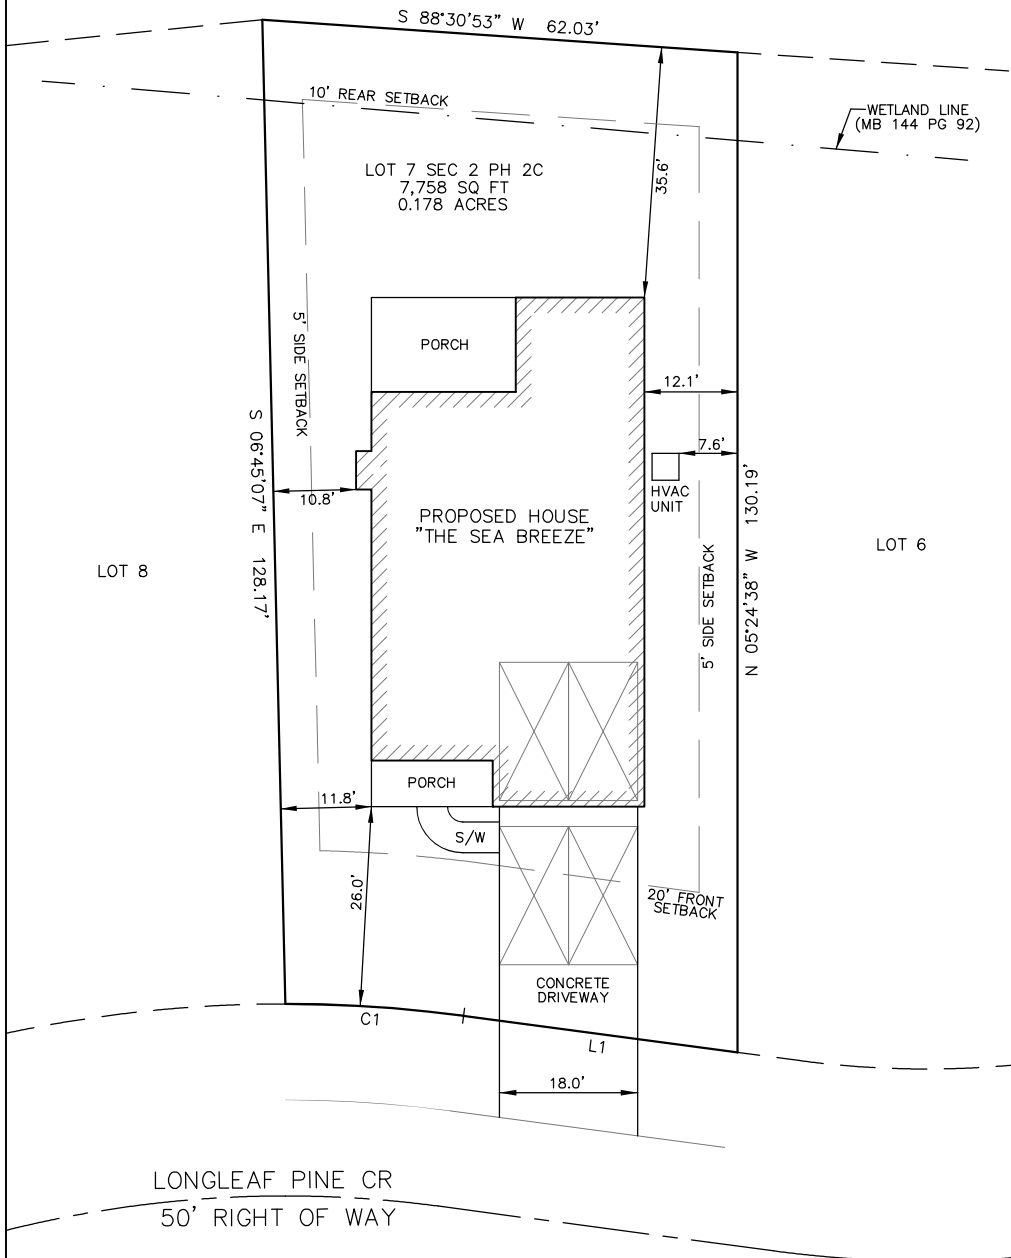 S 88°30'53" W 62.03'
10' REAR SETBACK
WETLAND LINE
(MB 144 PG 92)
LOT 7 SEC 2 PH 2C
7,758 SQ FT
0.178 ACRES
35.6'
5' SIDE SETBACK
PORCH
12.1'
7.6'
S 06°45'07" E 128.17'
10.8'
HVAC
UNIT
N 05°24'38" W 130.19'
PROPOSED HOUSE
"THE SEA BREEZE"
LOT 6
LOT 8
5' SIDE SETBACK
PORCH
11.8'
S/W
26.0'
20' FRONT
SETBACK
CONCRETE
DRIVEWAY
C1
L1
18.0'
LONGLEAF PINE CR
50' RIGHT OF WAY